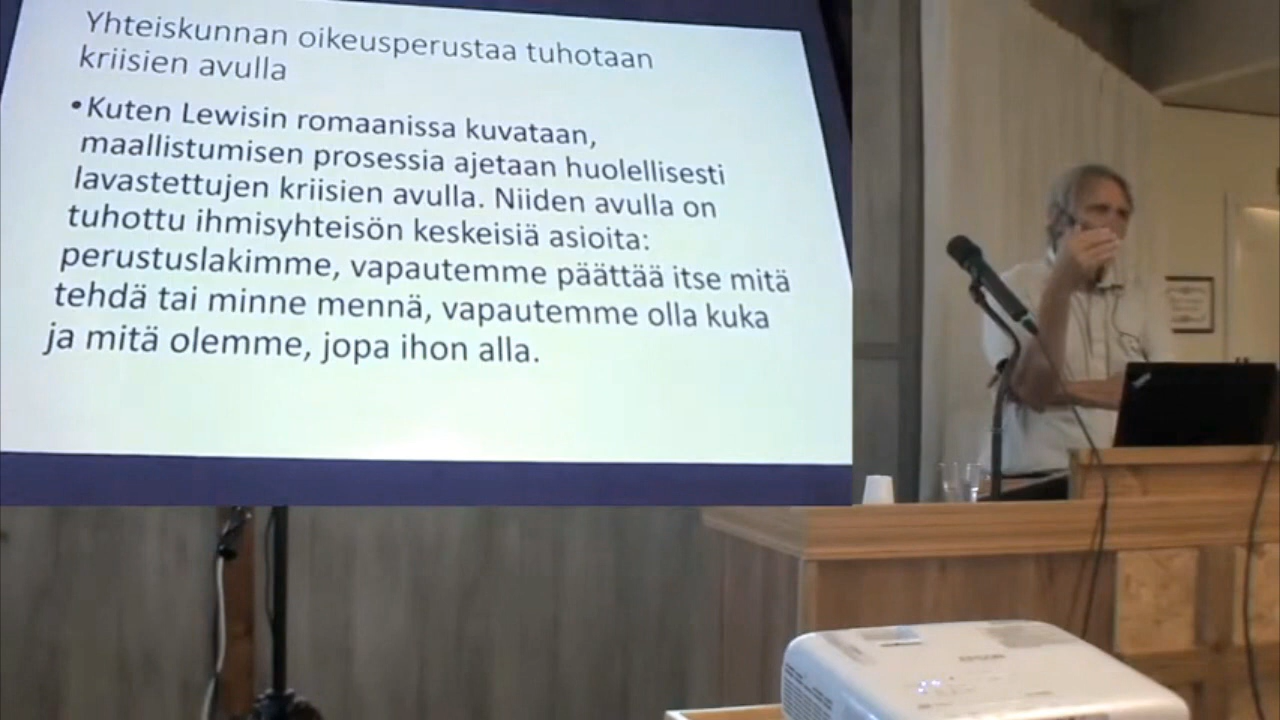 Yhteiskunnan oikeusperustaa tuhotaan
kriisien avulla
•Kuten Lewisin romaanissa kuvataan,
maallistumisen prosessia ajetaan huolellisesti
lavastettujen kriisien avulla. Niiden avulla on
tuhottu ihmisyhteisön keskeisiä asioita:
perustuslakimme, vapautemme päättää itse mitä
tehdä tai minne mennä, vapautemme olla kuka
ja mitä olemme, jopa ihon alla.
EPSON